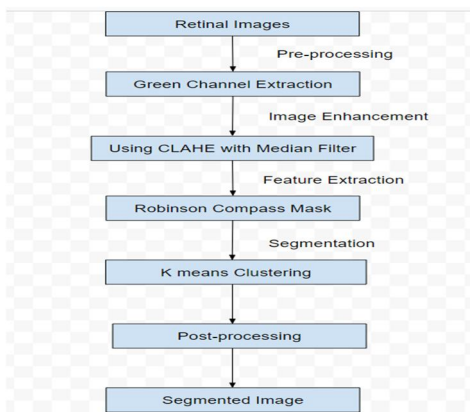 Retinal Images
Pre-processing
Green Channel Extraction
Image Enhancement
Using CLAHE with Median Filter
Feature Extraction
Robinson Compass Mask
Segmentation
K means Clustering
Post-processing
Segmented Image